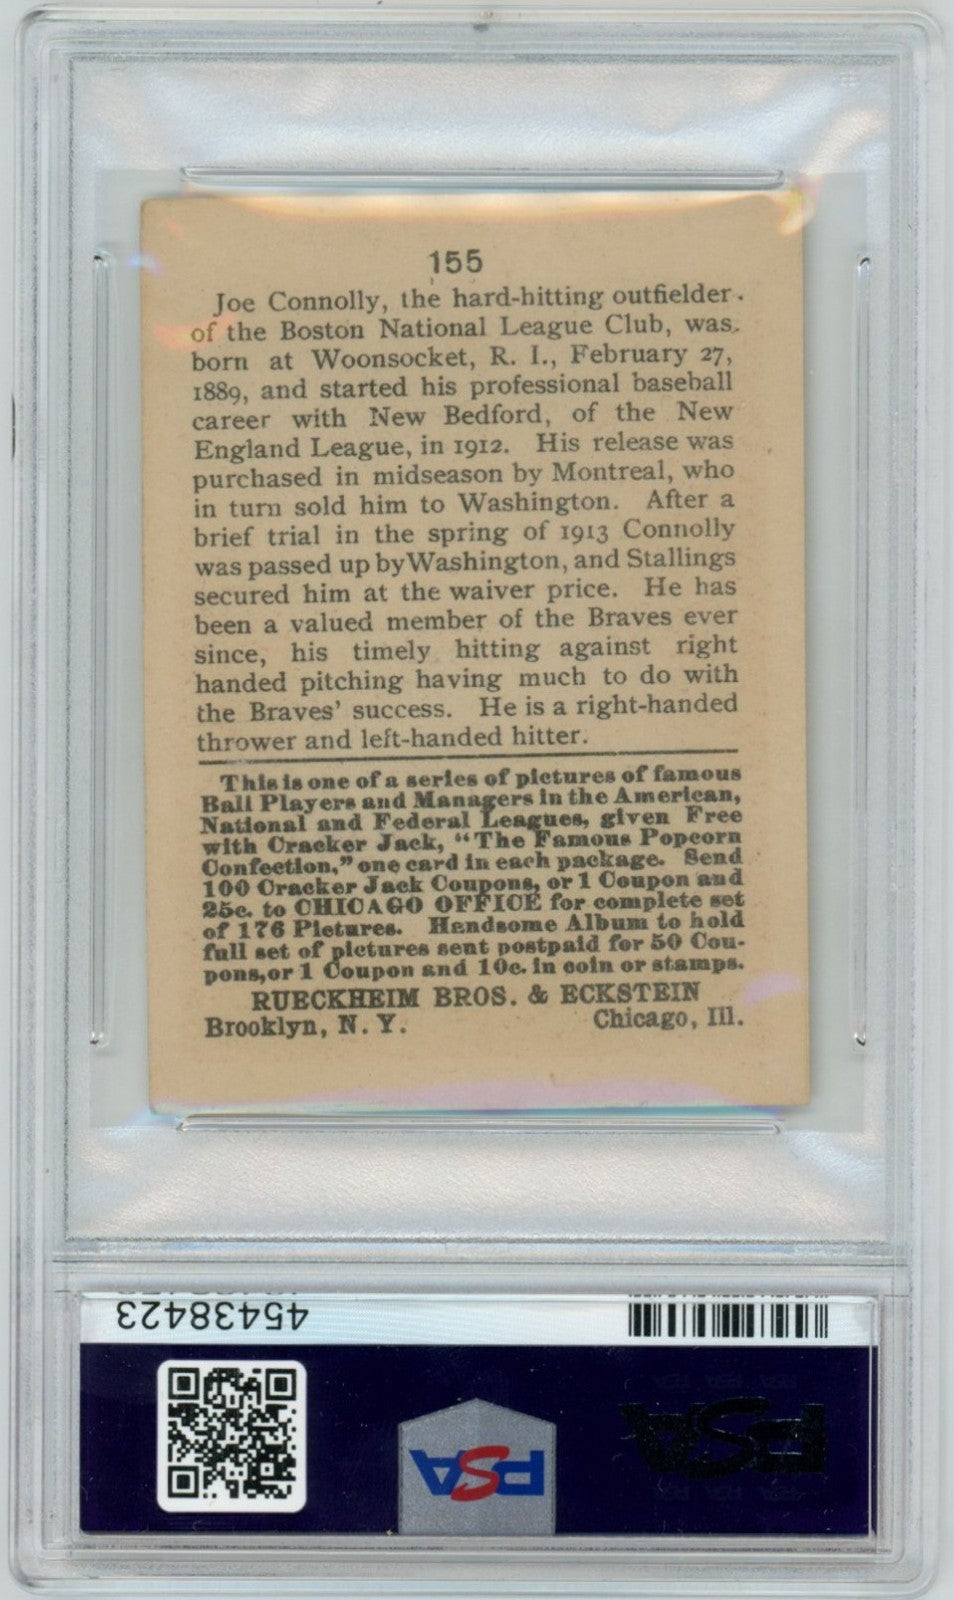 155
Joe Connolly, the hard-hitting outfielder
of the Boston National League Club, was
born at Woonsocket, R. I., February 27,
1889, and started his professional baseball
career with New Bedford, of the New
England League, in 1912. His release was
purchased in midseason by Montreal, who
in turn sold him to Washington. After a
brief trial in the spring of 1913 Connolly
was passed up by Washington, and Stallings
secured him at the waiver price. He has
been a valued member of the Braves ever
since, his timely hitting against right
handed pitching having much to do with
the Braves' success. He is a right-handed
thrower and left-handed hitter.
This is one of a series of pictures of famous
Ball Players and Managers in the American,
National and Federal Leagues, given Free
with Cracker Jack, "The Famous Popcorn
Confection," one card in each package. Send
100 Cracker Jack Coupons, or 1 Coupon and
25c. to CHICAGO OFFICE for complete set
of 176 Pictures. Handsome Album to hold
full set of pictures sent postpaid for 50 Cou-
pons, or 1 Coupon and 10c. in coin or stamps.
RUECKHEIM BROS. & ECKSTEIN
Brooklyn, N. Y. Chicago, Ill.
45438423
PSA
PSA